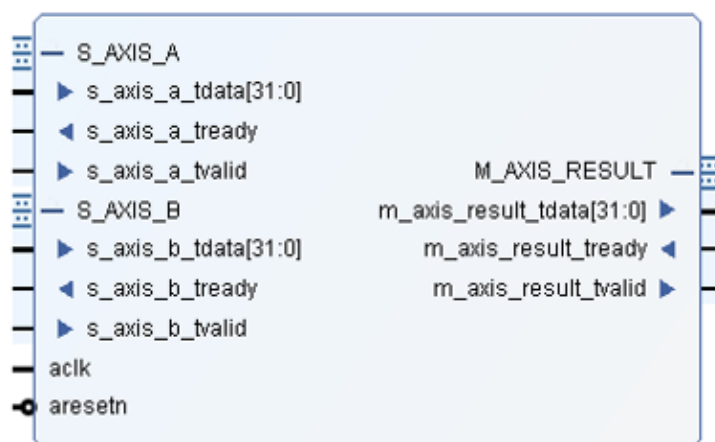 S_AXIS_A
s_axis_a_tdata[31:0]
s_axis_a_tready
s_axis_a_tvalid
S_AXIS_B
s_axis_b_tdata[31:0]
s_axis_b_tready
s_axis_b_tvalid
aclk
aresetn
M_AXIS_RESULT
m_axis_result_tdata[31:0]
m_axis_result_tready
m_axis_result_tvalid